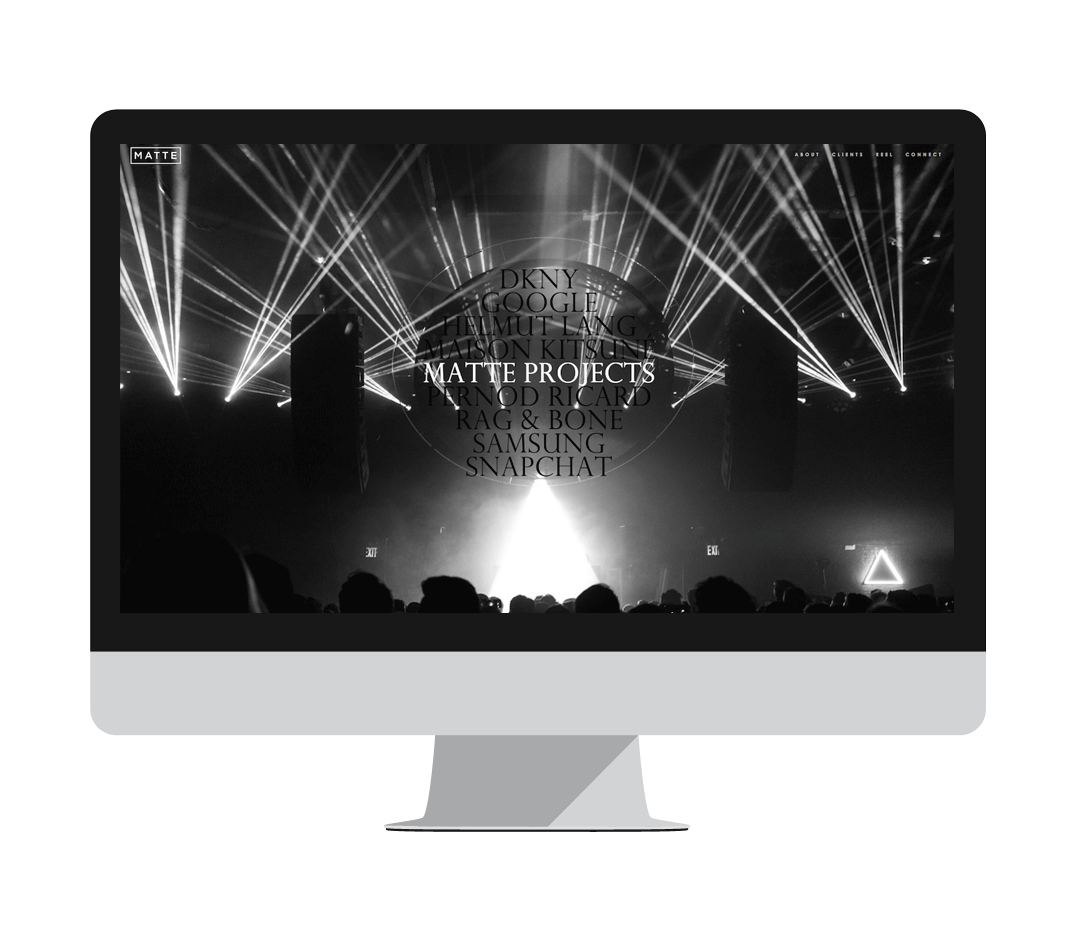 MATTE
ABOUT CLIENTS REEL CONNECT
DKNY
GOOGLE
HELMUT LANG
MAISON KITSUNÉ
MATTE PROJECTS
PERNOD RICARD
RAG & BONE
SAMSUNG
SNAPCHAT
EXIT
EXIT